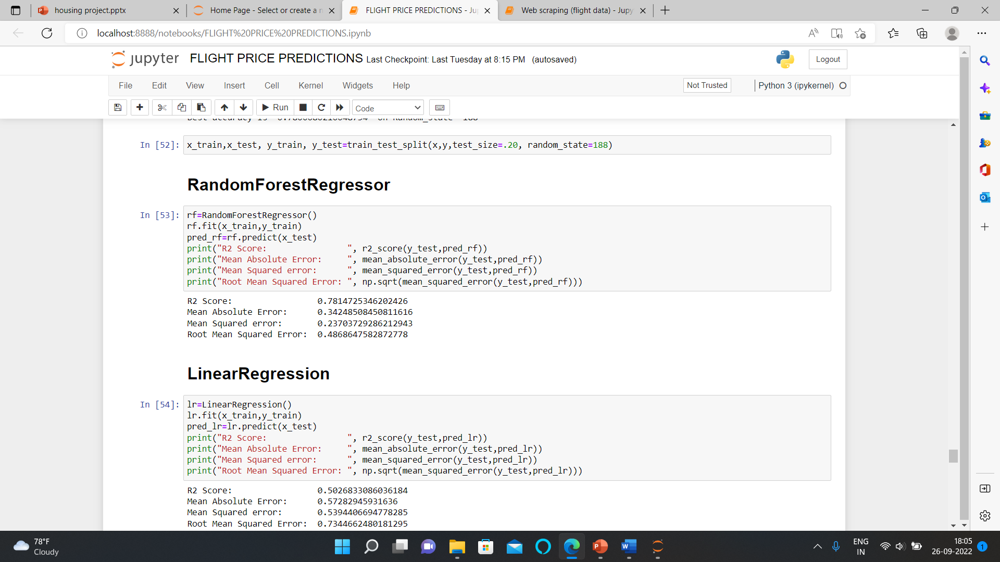 housing project.pptx
Home Page - Select or create a n
FLIGHT PRICE PREDICTIONS - Ju
Web scraping (flight data) - Jupy
localhost:8888/notebooks/FLIGHT%20PRICE%20PREDICTIONS.ipynb
jupyter FLIGHT PRICE PREDICTIONS Last Checkpoint: Last Tuesday at 8:15 PM (autosaved)
Logout
File Edit View Insert Cell Kernel Widgets Help
Not Trusted
Python 3 (ipykernel)
Run
Code
In [52]: x_train,x_test, y_train, y_test=train_test_split(x,y,test_size=.20, random_state=188)
RandomForestRegressor
In [53]: rf=RandomForestRegressor()
rf.fit(x_train,y_train)
pred_rf=rf.predict(x_test)
print("R2 Score:                ", r2_score(y_test,pred_rf))
print("Mean Absolute Error:     ", mean_absolute_error(y_test,pred_rf))
print("Mean Squared error:      ", mean_squared_error(y_test,pred_rf))
print("Root Mean Squared Error: ", np.sqrt(mean_squared_error(y_test,pred_rf)))
R2 Score:                 0.7814725346202426
Mean Absolute Error:      0.34248508450811616
Mean Squared error:       0.23703729286212943
Root Mean Squared Error:  0.4868647582872778
LinearRegression
In [54]: lr=LinearRegression()
lr.fit(x_train,y_train)
pred_lr=lr.predict(x_test)
print("R2 Score:                ", r2_score(y_test,pred_lr))
print("Mean Absolute Error:     ", mean_absolute_error(y_test,pred_lr))
print("Mean Squared error:      ", mean_squared_error(y_test,pred_lr))
print("Root Mean Squared Error: ", np.sqrt(mean_squared_error(y_test,pred_lr)))
R2 Score:                 0.5026833086036184
Mean Absolute Error:      0.57282945931636
Mean Squared error:       0.5394406694778285
Root Mean Squared Error:  0.7344662480181295
78°F
Cloudy
ENG
IN
18:05
26-09-2022
1